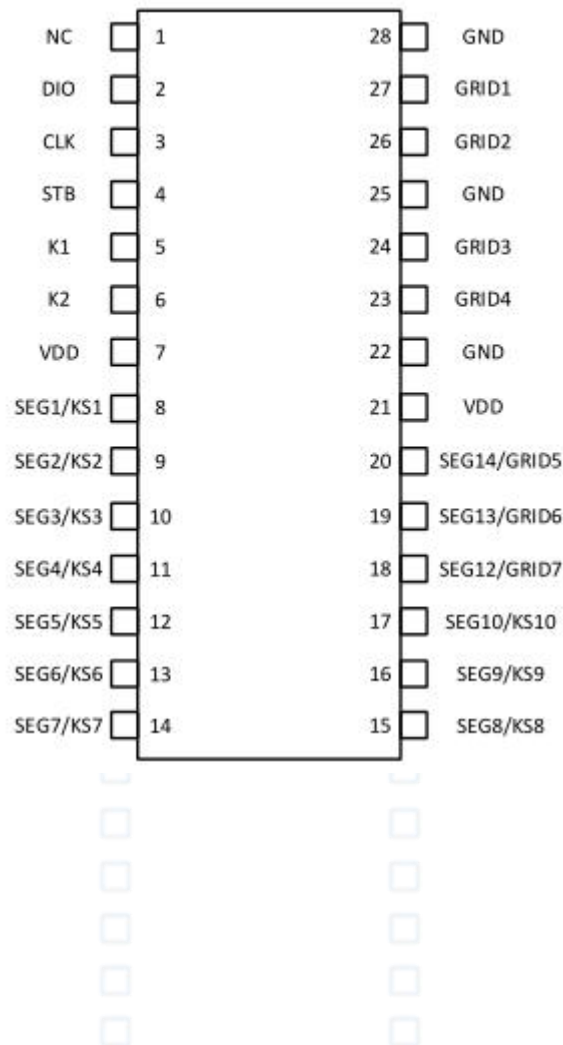 NC 1 28 GND
DIO 2 27 GRID1
CLK 3 26 GRID2
STB 4 25 GND
K1 5 24 GRID3
K2 6 23 GRID4
VDD 7 22 GND
SEG1/KS1 8 21 VDD
SEG2/KS2 9 20 SEG14/GRID5
SEG3/KS3 10 19 SEG13/GRID6
SEG4/KS4 11 18 SEG12/GRID7
SEG5/KS5 12 17 SEG10/KS10
SEG6/KS6 13 16 SEG9/KS9
SEG7/KS7 14 15 SEG8/KS8